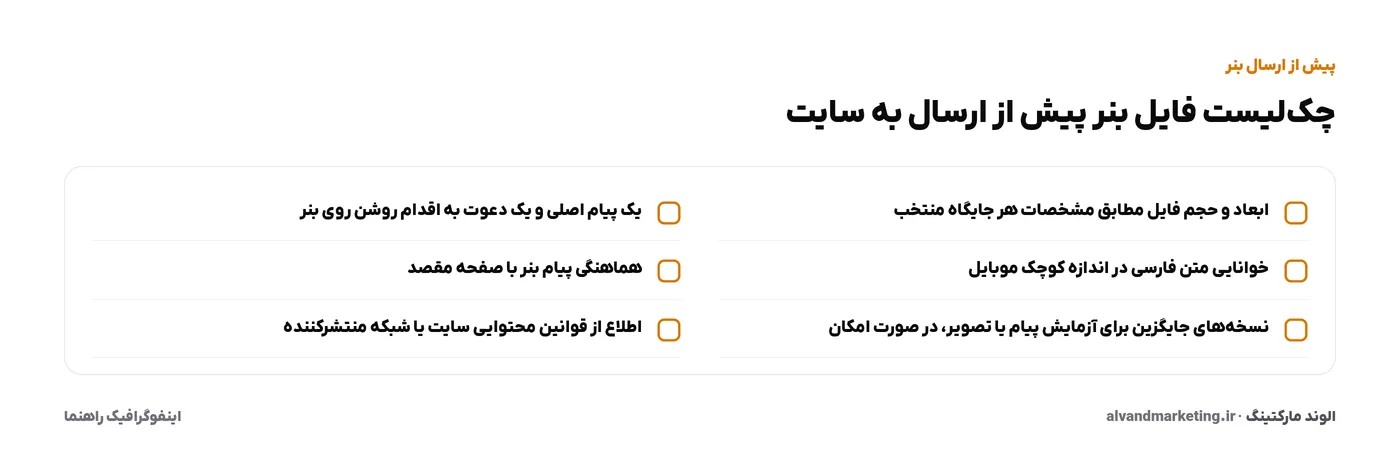 پیش از ارسال بنر
چک‌لیست فایل بنر پیش از ارسال به سایت
ابعاد و حجم فایل مطابق مشخصات هر جایگاه منتخب
یک پیام اصلی و یک دعوت به اقدام روشن روی بنر
خوانایی متن فارسی در اندازه کوچک موبایل
هماهنگی پیام بنر با صفحه مقصد
نسخه‌های جایگزین برای آزمایش پیام یا تصویر، در صورت امکان
اطلاع از قوانین محتوایی سایت یا شبکه منتشرکننده
الوند مارکتینگ · alvandmarketing.ir
اینفوگرافیک راهنما